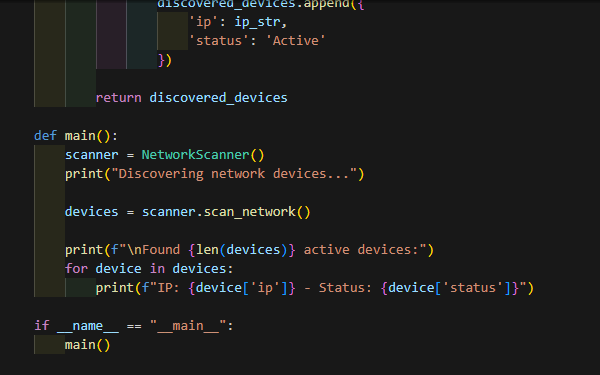 discovered_devices.append({
'ip': ip_str,
'status': 'Active'
})
return discovered_devices
def main():
scanner = NetworkScanner()
print("Discovering network devices...")
devices = scanner.scan_network()
print(f"\nFound {len(devices)} active devices:")
for device in devices:
print(f"IP: {device['ip']} - Status: {device['status']}")
if __name__ == "__main__":
main()